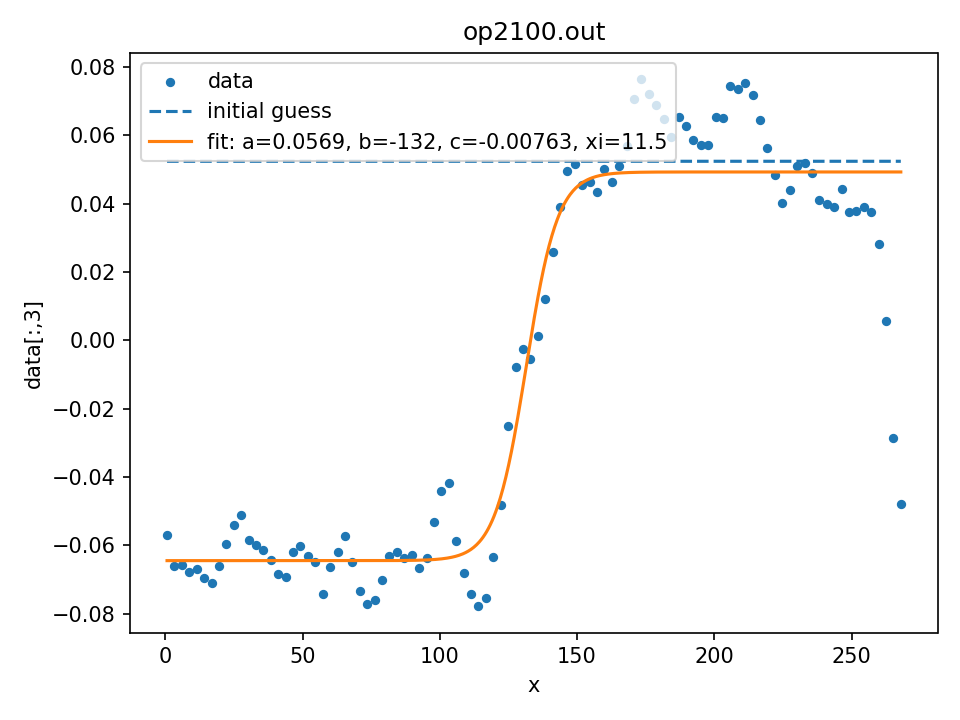 op2100.out
data
initial guess
fit: a=0.0569, b=-132, c=-0.00763, xi=11.5
data[:,3]
0.08
0.06
0.04
0.02
0.00
−0.02
−0.04
−0.06
−0.08
0 50 100 150 200 250
x